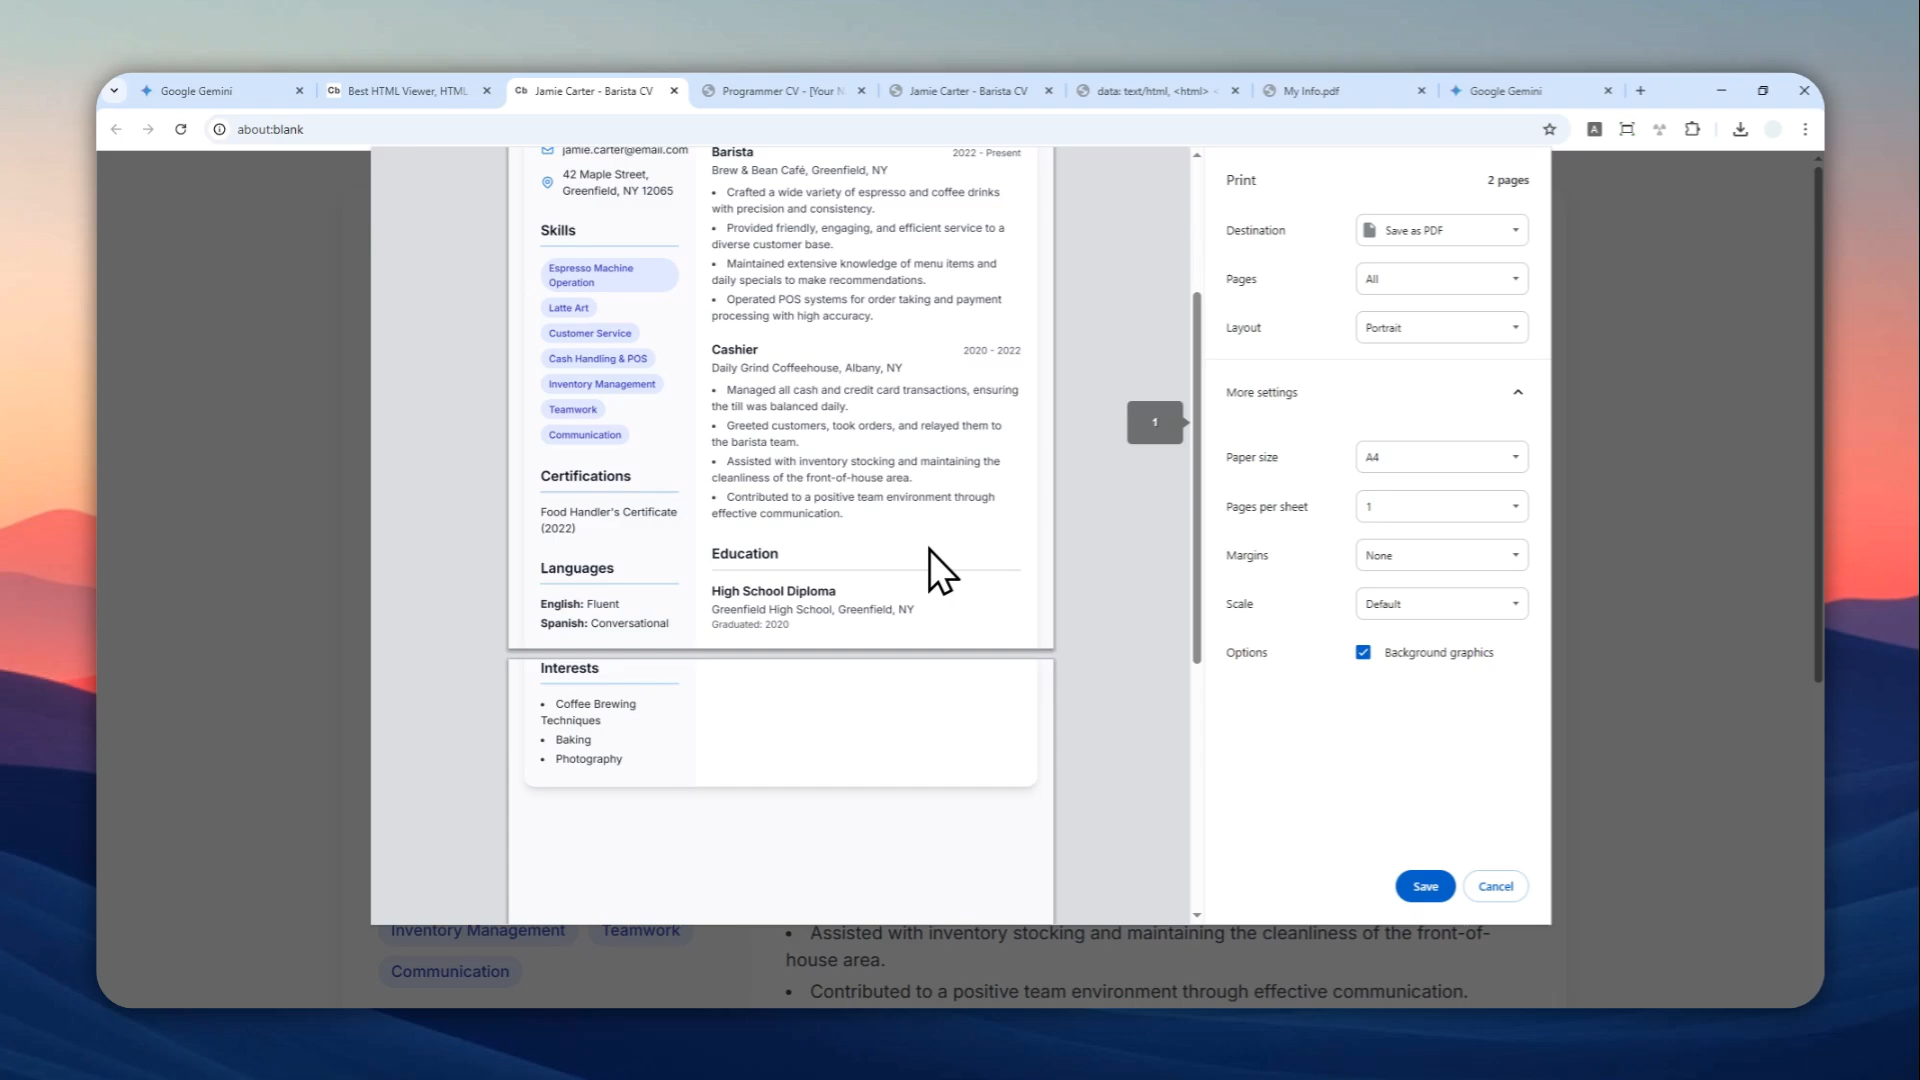 Google Gemini
Cb Best HTML Viewer, HTML
Cb Jamie Carter - Barista CV
Programmer CV - [Your N
Jamie Carter - Barista CV
data: text/html, <html> <
My Info.pdf
Google Gemini
about:blank
A
jamie.carter@email.com
42 Maple Street,
Greenfield, NY 12065
Skills
Espresso Machine
Operation
Latte Art
Customer Service
Cash Handling & POS
Inventory Management
Teamwork
Communication
Certifications
Food Handler's Certificate
(2022)
Languages
English: Fluent
Spanish: Conversational
Barista 2022 - Present
Brew & Bean Café, Greenfield, NY
• Crafted a wide variety of espresso and coffee drinks
with precision and consistency.
• Provided friendly, engaging, and efficient service to a
diverse customer base.
• Maintained extensive knowledge of menu items and
daily specials to make recommendations.
• Operated POS systems for order taking and payment
processing with high accuracy.
Cashier 2020 - 2022
Daily Grind Coffeehouse, Albany, NY
• Managed all cash and credit card transactions, ensuring
the till was balanced daily.
• Greeted customers, took orders, and relayed them to
the barista team.
• Assisted with inventory stocking and maintaining the
cleanliness of the front-of-house area.
• Contributed to a positive team environment through
effective communication.
Education
High School Diploma
Greenfield High School, Greenfield, NY
Graduated: 2020
Interests
• Coffee Brewing
Techniques
• Baking
• Photography
1
Print 2 pages
Destination Save as PDF
Pages All
Layout Portrait
More settings
Paper size A4
Pages per sheet 1
Margins None
Scale Default
Options Background graphics
Save Cancel
Inventory Management Teamwork
Communication
• Assisted with inventory stocking and maintaining the cleanliness of the front-of-
house area.
• Contributed to a positive team environment through effective communication.